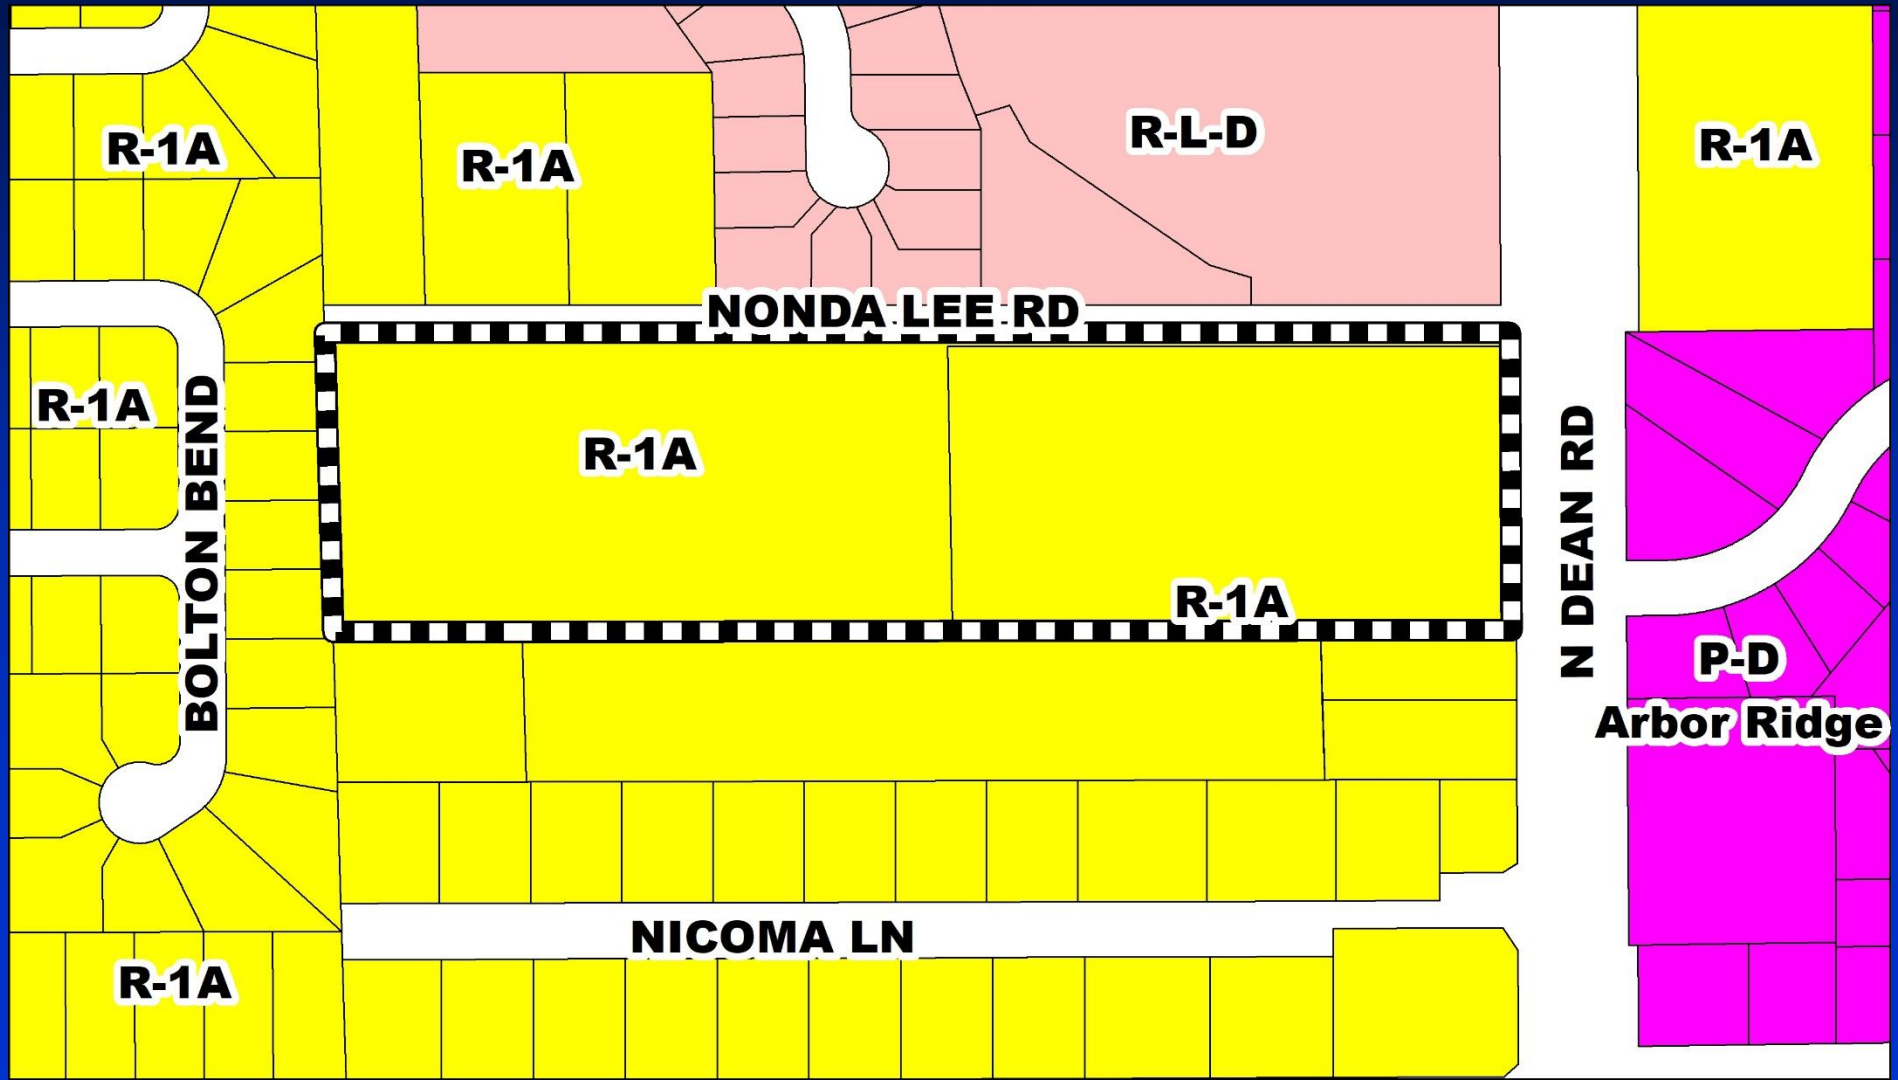 R-L-D
R-1A
R-1A
R-1A
NONDA LEE RD
R-1A
BOLTON BEND
R-1A
N DEAN RD
R-1A
P-D
Arbor Ridge
NICOMA LN
R-1A